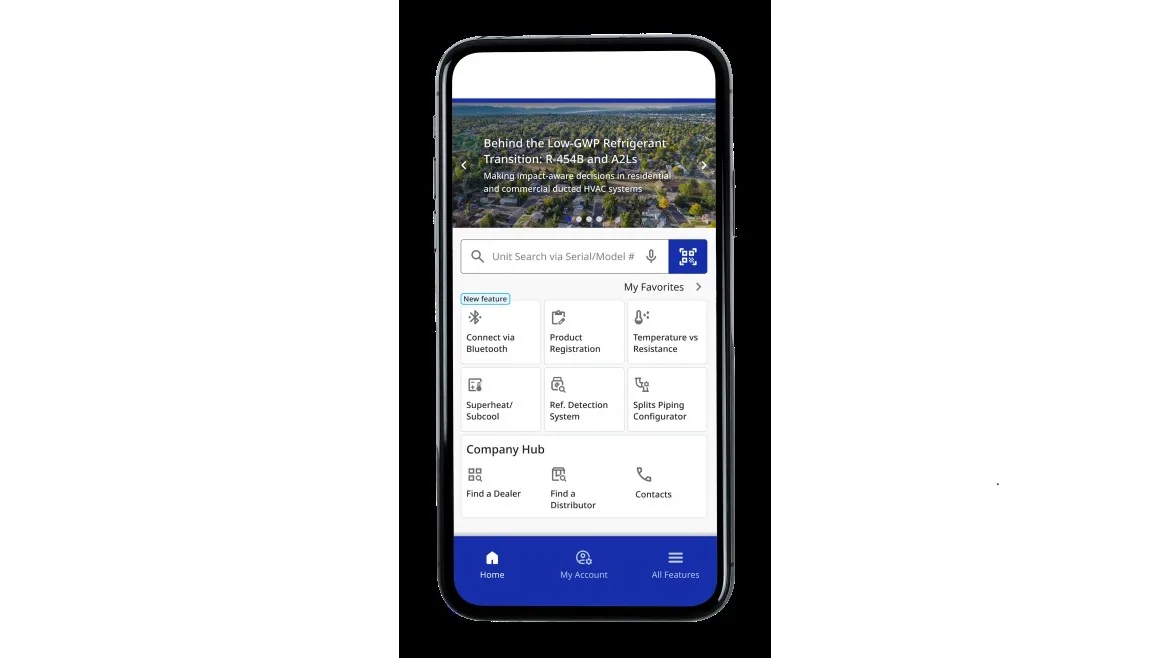 Behind the Low-GWP Refrigerant
Transition: R-454B and A2Ls
Making impact-aware decisions in residential
and commercial ducted HVAC systems
Unit Search via Serial/Model #
My Favorites
New feature
Connect via
Bluetooth
Product
Registration
Temperature vs
Resistance
Superheat/
Subcool
Ref. Detection
System
Splits Piping
Configurator
Company Hub
Find a Dealer
Find a
Distributor
Contacts
Home
My Account
All Features